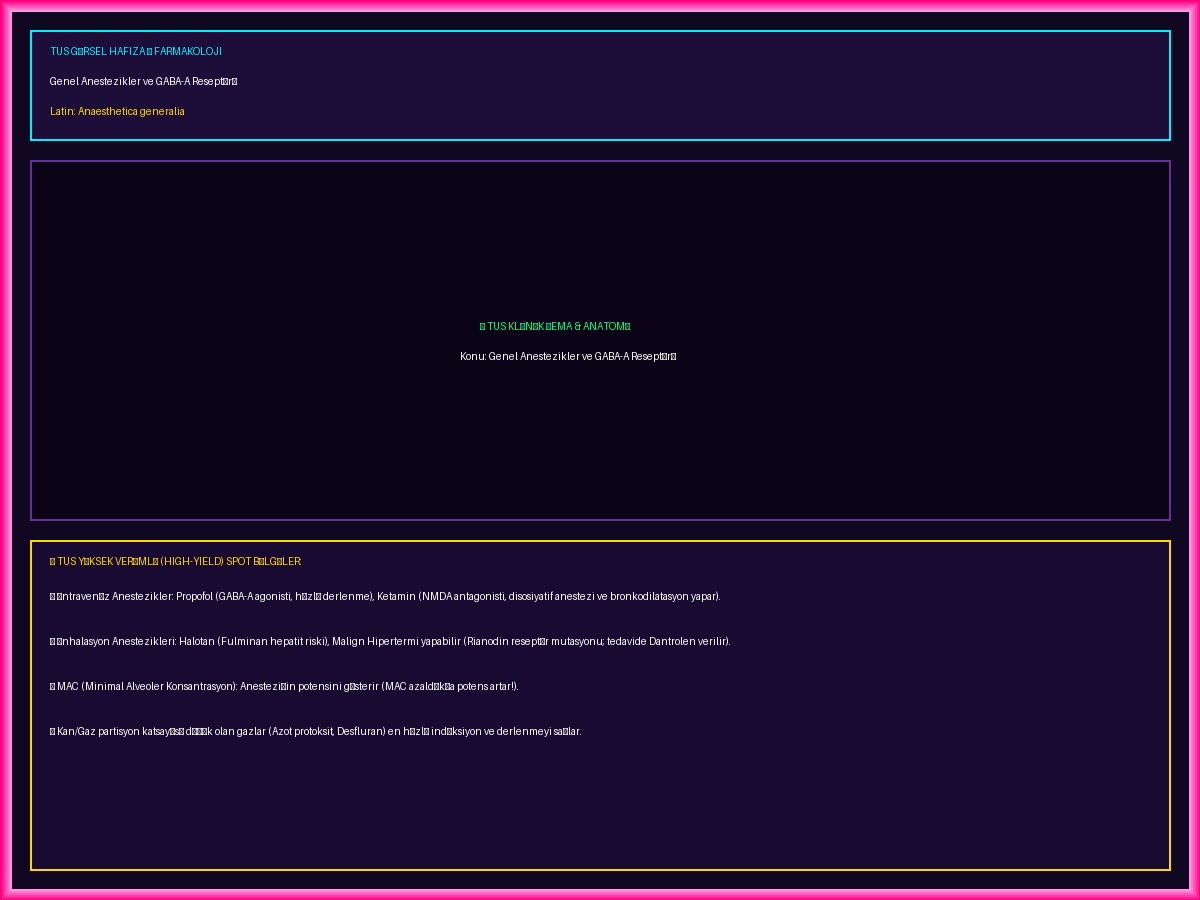 TUS G□RSEL HAFIZA □ FARMAKOLOJI
Genel Anestezikler ve GABA-A Resept□r□
Latin: Anaesthetica generalia
□ TUS KL□N□K □EMA & ANATOM□
Konu: Genel Anestezikler ve GABA-A Resept□r□
□ TUS Y□KSEK VER□ML□ (HIGH-YIELD) SPOT B□LG□LER:
□ □ntraven□z Anestezikler: Propofol (GABA-A agonisti, h□zl□ derlenme), Ketamin (NMDA antagonisti, disosiyatif anestezi ve bronkodilatasyon yapar).
□ □nhalasyon Anestezikleri: Halotan (Fulminan hepatit riski), Malign Hipertermi yapabilir (Rianodin resept□r mutasyonu; tedavide Dantrolen verilir).
□ MAC (Minimal Alveoler Konsantrasyon): Anestezi□in potensini g□sterir (MAC azald□k□a potens artar!).
□ Kan/Gaz partisyon katsay□s□ d□□□k olan gazlar (Azot protoksit, Desfluran) en h□zl□ ind□ksiyon ve derlenmeyi sa□lar.